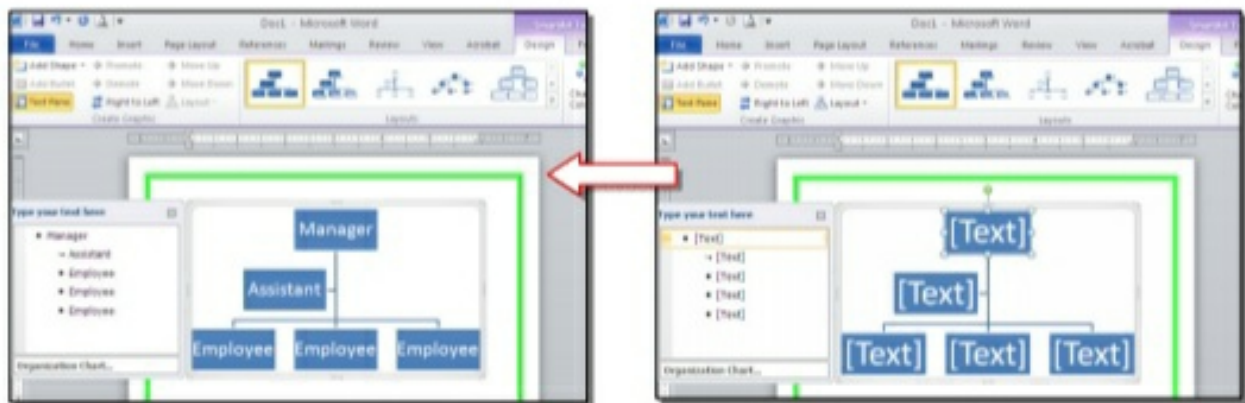 Doc1 - Microsoft Word
File Home Insert Page Layout References Mailings Review View Acrobat Design
Add Shape Promote Move Up
Add Bullet Demote Move Down
Text Pane Right to Left Layout
Create Graphic Layouts
Type your text here
Manager
Assistant
Employee
Employee
Employee
Organization Chart...
Manager
Assistant
Employee Employee Employee
Doc1 - Microsoft Word
File Home Insert Page Layout References Mailings Review View Acrobat Design
Add Shape Promote Move Up
Add Bullet Demote Move Down
Text Pane Right to Left Layout
Create Graphic Layouts
Type your text here
[Text]
[Text]
[Text]
[Text]
[Text]
Organization Chart...
[Text]
[Text]
[Text] [Text] [Text]